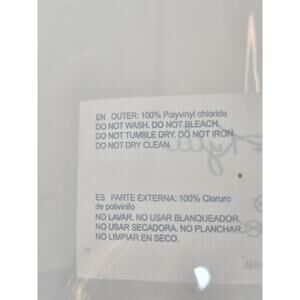 EN OUTER: 100% Polyvinyl chloride
DO NOT WASH. DO NOT BLEACH.
DO NOT TUMBLE DRY. DO NOT IRON.
DO NOT DRY CLEAN.
ES PARTE EXTERNA: 100% Cloruro
de polivinilo
NO LAVAR. NO USAR BLANQUEADOR.
NO USAR SECADORA. NO PLANCHAR.
NO LIMPIAR EN SECO.